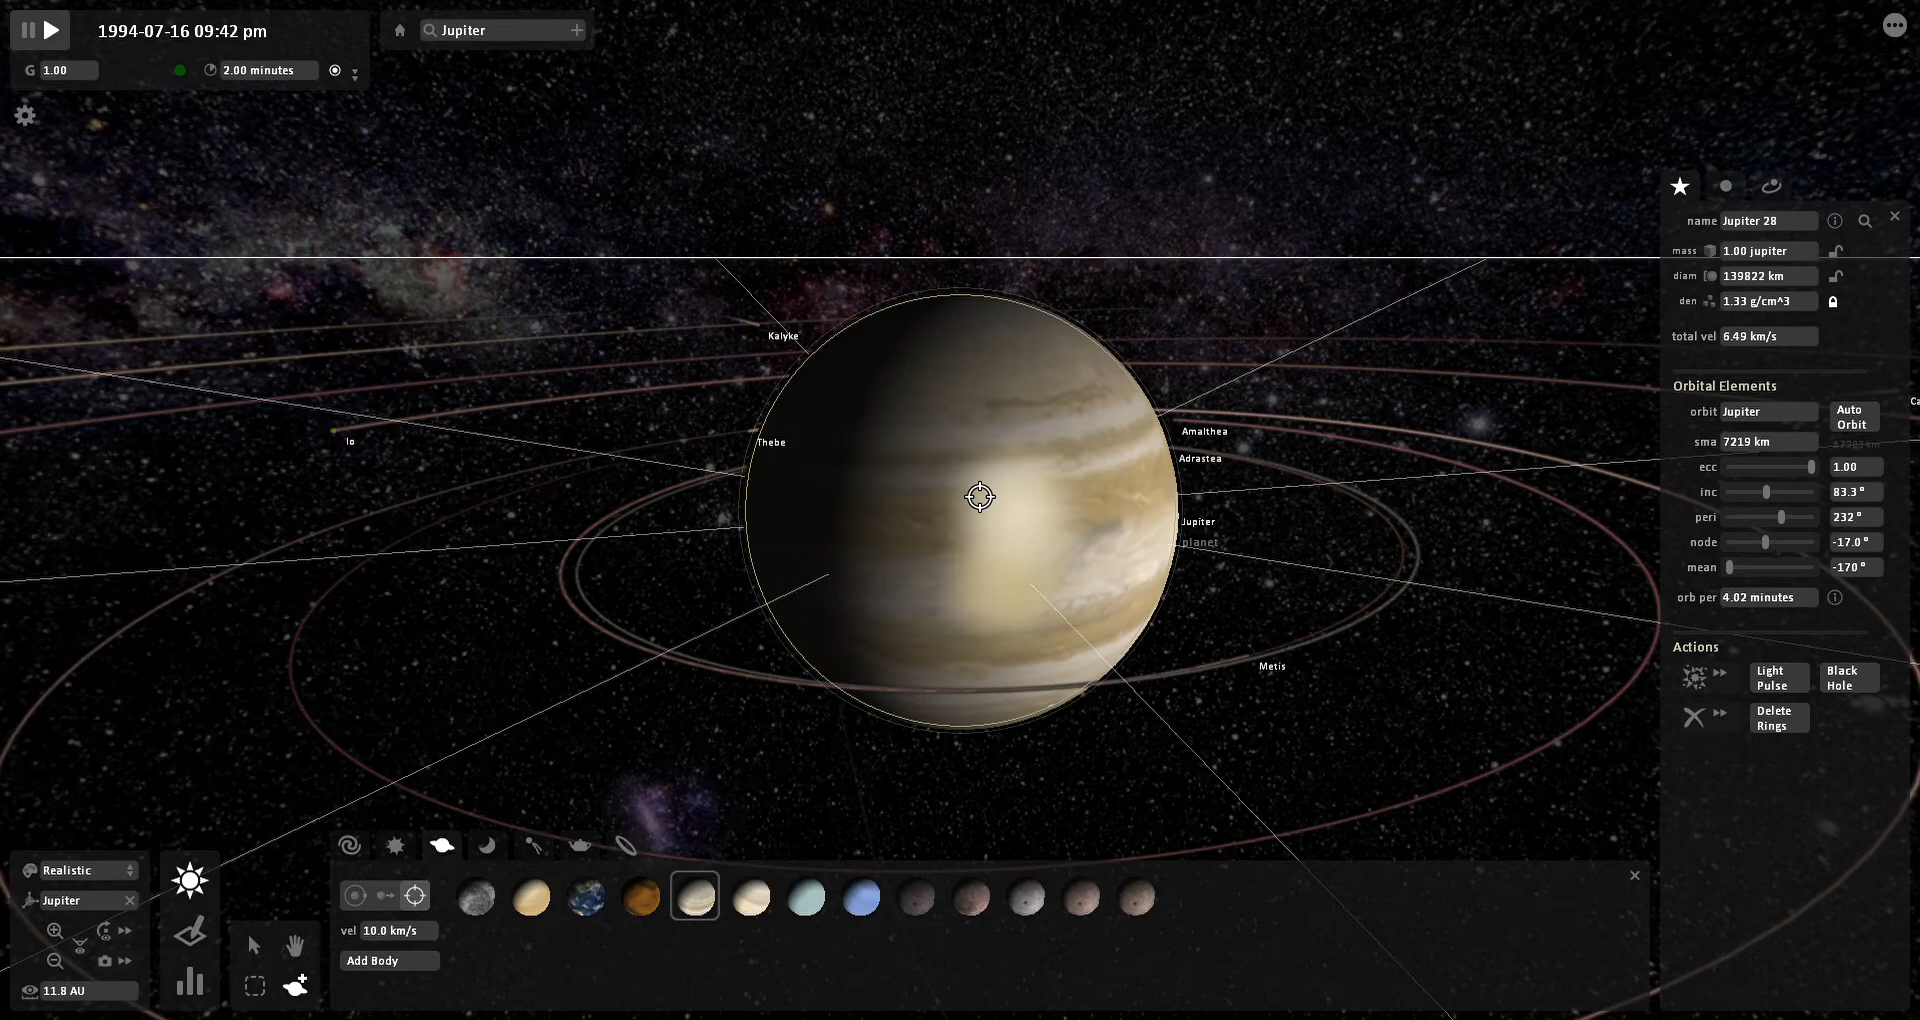 1994-07-16 09:42 pm
Jupiter
G 1.00
2.00 minutes
name Jupiter 28
mass 1.00 jupiter
diam 139822 km
den 1.33 g/cm^3
total vel 6.49 km/s
Orbital Elements
orbit Jupiter
Auto Orbit
sma 7219 km
ecc 1.00
inc 83.3°
peri 232°
node -17.0°
mean -170°
orb per 4.02 minutes
Actions
Light Pulse
Black Hole
Delete Rings
Kalyke
Io
Thebe
Amalthea
Adrastea
Jupiter
planet
Metis
Ca
Realistic
Jupiter
11.8 AU
vel 10.0 km/s
Add Body